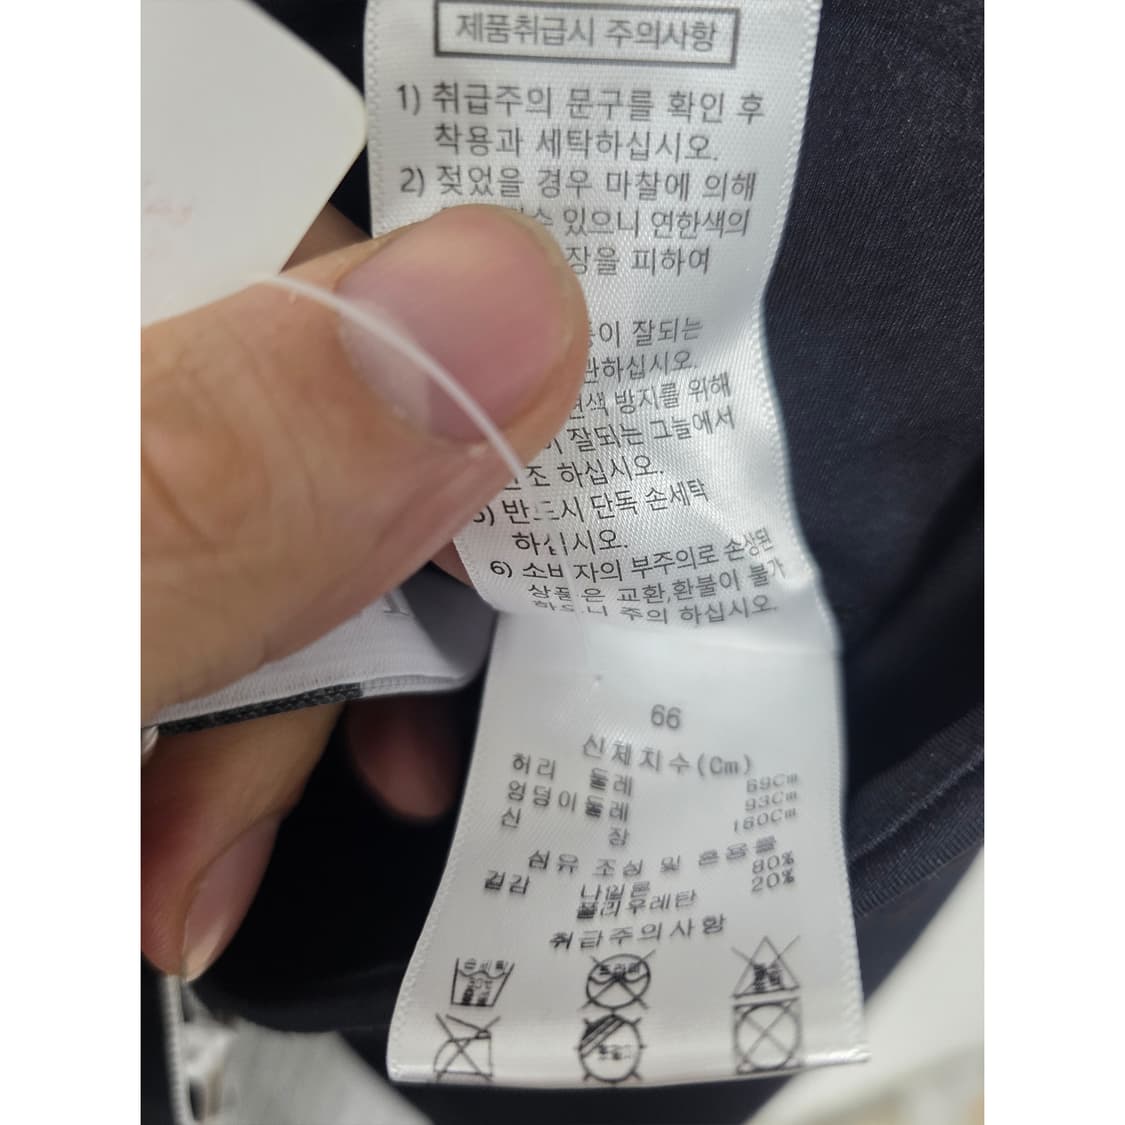 제품취급시 주의사항
1) 취급주의 문구를 확인 후
착용과 세탁하십시오.
2) 젖었을 경우 마찰에 의해
있으니 연한색의
장을 피하여
잘되는
하십시오.
방지를 위해
잘되는 그늘에서
하십시오.
반드시 단독 손세탁
하십시오.
6) 소비자의 부주의로 손상된
상품은 교환,환불이 불가
주의 하십시오.
66
신체치수(Cm)
허리 둘레 69Cm
엉덩이둘레 93Cm
신 장 160Cm
섬유 조성 및 혼용률
겉감 나일론 80%
폴리우레탄 20%
취급주의사항
손세탁
드라이